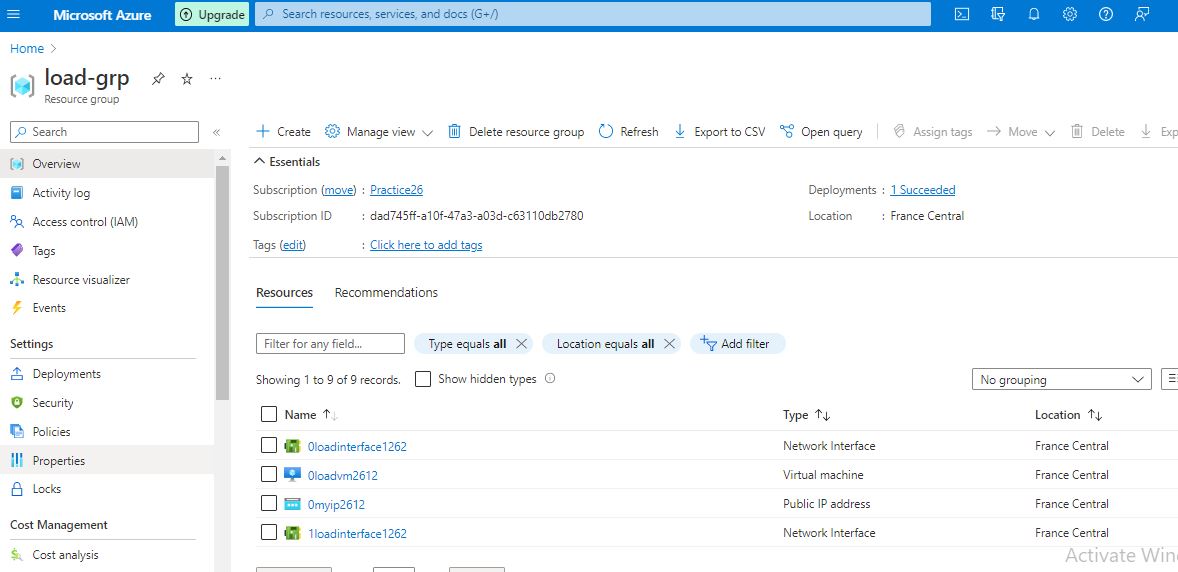 Microsoft Azure Upgrade Search resources, services, and docs (G+/)
Home
load-grp
Resource group
Search
Create Manage view Delete resource group Refresh Export to CSV Open query Assign tags Move Delete Exp
Overview
Activity log
Access control (IAM)
Tags
Resource visualizer
Events
Settings
Deployments
Security
Policies
Properties
Locks
Cost Management
Cost analysis
Essentials
Subscription (move) : Practice26
Subscription ID : dad745ff-a10f-47a3-a03d-c63110db2780
Tags (edit) : Click here to add tags
Deployments : 1 Succeeded
Location : France Central
Resources Recommendations
Filter for any field... Type equals all Location equals all Add filter
Showing 1 to 9 of 9 records. Show hidden types No grouping
Name Type Location
0loadinterface1262 Network Interface France Central
0loadvm2612 Virtual machine France Central
0myip2612 Public IP address France Central
1loadinterface1262 Network Interface France Central
Activate Win